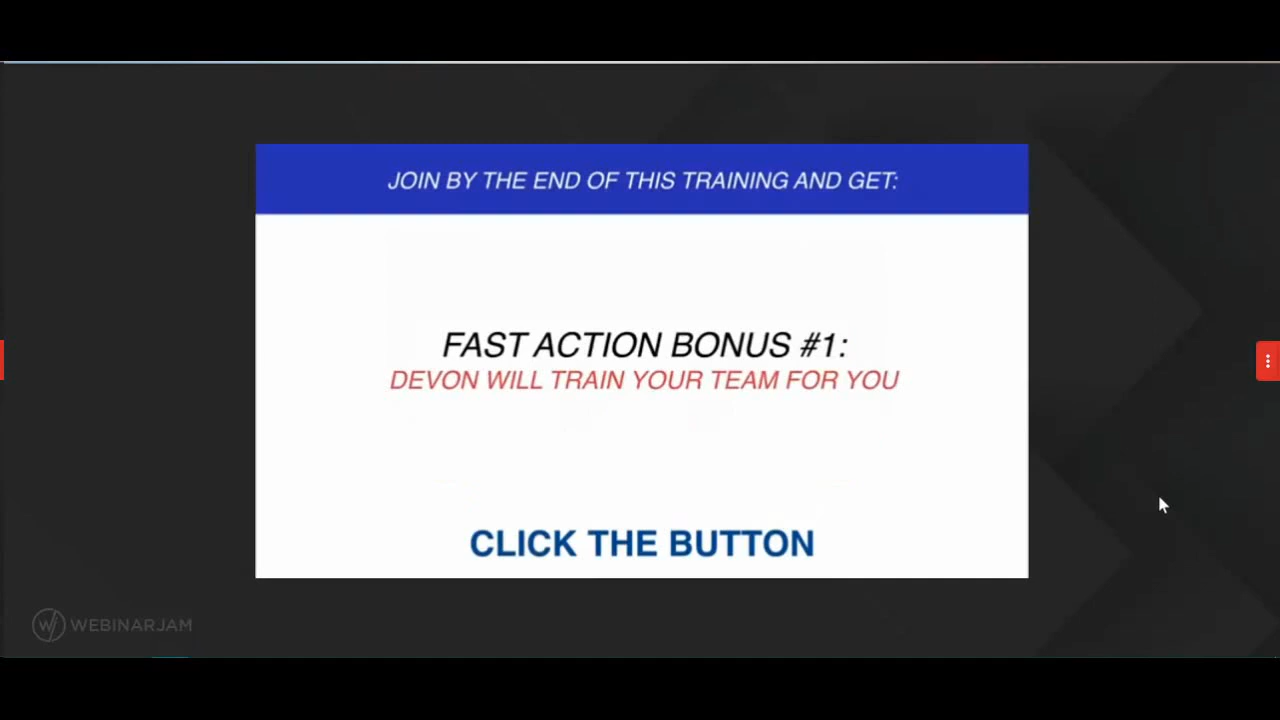 JOIN BY THE END OF THIS TRAINING AND GET:
FAST ACTION BONUS #1:
DEVON WILL TRAIN YOUR TEAM FOR YOU
CLICK THE BUTTON
WEBINARJAM